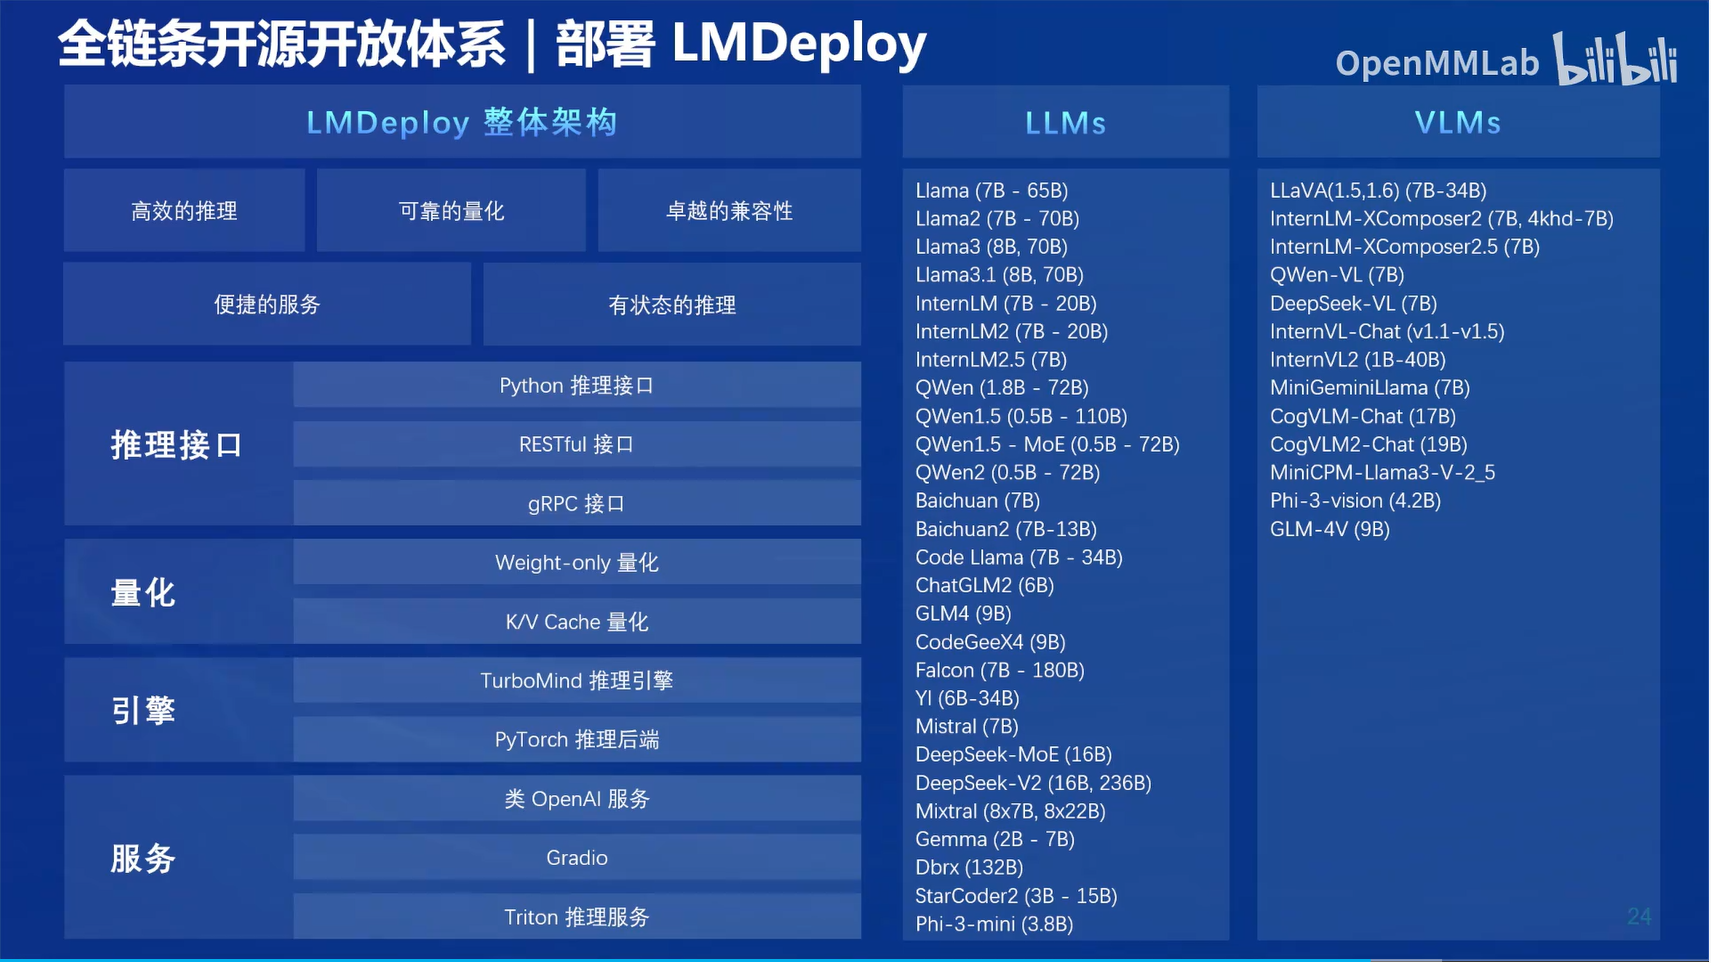 全链条开源开放体系 | 部署 LMDeploy
OpenMMLab bilibili
LMDeploy 整体架构
高效的推理
可靠的量化
卓越的兼容性
便捷的服务
有状态的推理
推理接口
Python 推理接口
RESTful 接口
gRPC 接口
量化
Weight-only 量化
K/V Cache 量化
引擎
TurboMind 推理引擎
PyTorch 推理后端
服务
类 OpenAI 服务
Gradio
Triton 推理服务
LLMs
Llama (7B - 65B)
Llama2 (7B - 70B)
Llama3 (8B, 70B)
Llama3.1 (8B, 70B)
InternLM (7B - 20B)
InternLM2 (7B - 20B)
InternLM2.5 (7B)
QWen (1.8B - 72B)
QWen1.5 (0.5B - 110B)
QWen1.5 - MoE (0.5B - 72B)
QWen2 (0.5B - 72B)
Baichuan (7B)
Baichuan2 (7B-13B)
Code Llama (7B - 34B)
ChatGLM2 (6B)
GLM4 (9B)
CodeGeeX4 (9B)
Falcon (7B - 180B)
YI (6B-34B)
Mistral (7B)
DeepSeek-MoE (16B)
DeepSeek-V2 (16B, 236B)
Mixtral (8x7B, 8x22B)
Gemma (2B - 7B)
Dbrx (132B)
StarCoder2 (3B - 15B)
Phi-3-mini (3.8B)
VLMs
LLaVA(1.5,1.6) (7B-34B)
InternLM-XComposer2 (7B, 4khd-7B)
InternLM-XComposer2.5 (7B)
QWen-VL (7B)
DeepSeek-VL (7B)
InternVL-Chat (v1.1-v1.5)
InternVL2 (1B-40B)
MiniGeminiLlama (7B)
CogVLM-Chat (17B)
CogVLM2-Chat (19B)
MiniCPM-Llama3-V-2_5
Phi-3-vision (4.2B)
GLM-4V (9B)
24